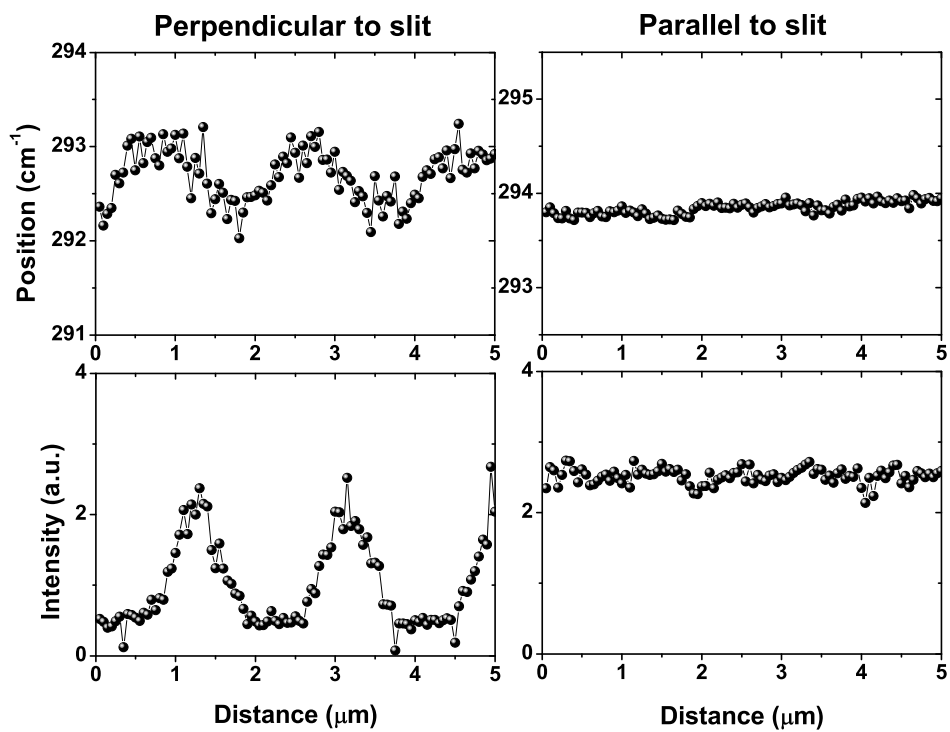 Perpendicular to slit
Parallel to slit
Position (cm-1)
294
293
292
291
0 1 2 3 4 5
295
294
293
0 1 2 3 4 5
Intensity (a.u.)
4
2
0
0 1 2 3 4 5
Distance (μm)
4
2
0
0 1 2 3 4 5
Distance (μm)